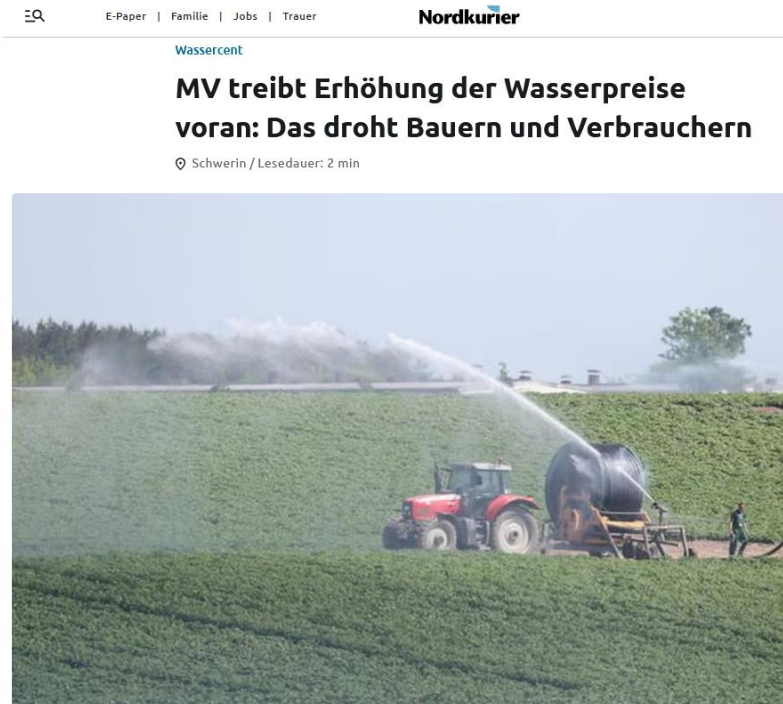 E-Paper | Familie | Jobs | Trauer
Nordkurier
Wassercent
MV treibt Erhöhung der Wasserpreise
voran: Das droht Bauern und Verbrauchern
Schwerin / Lesedauer: 2 min